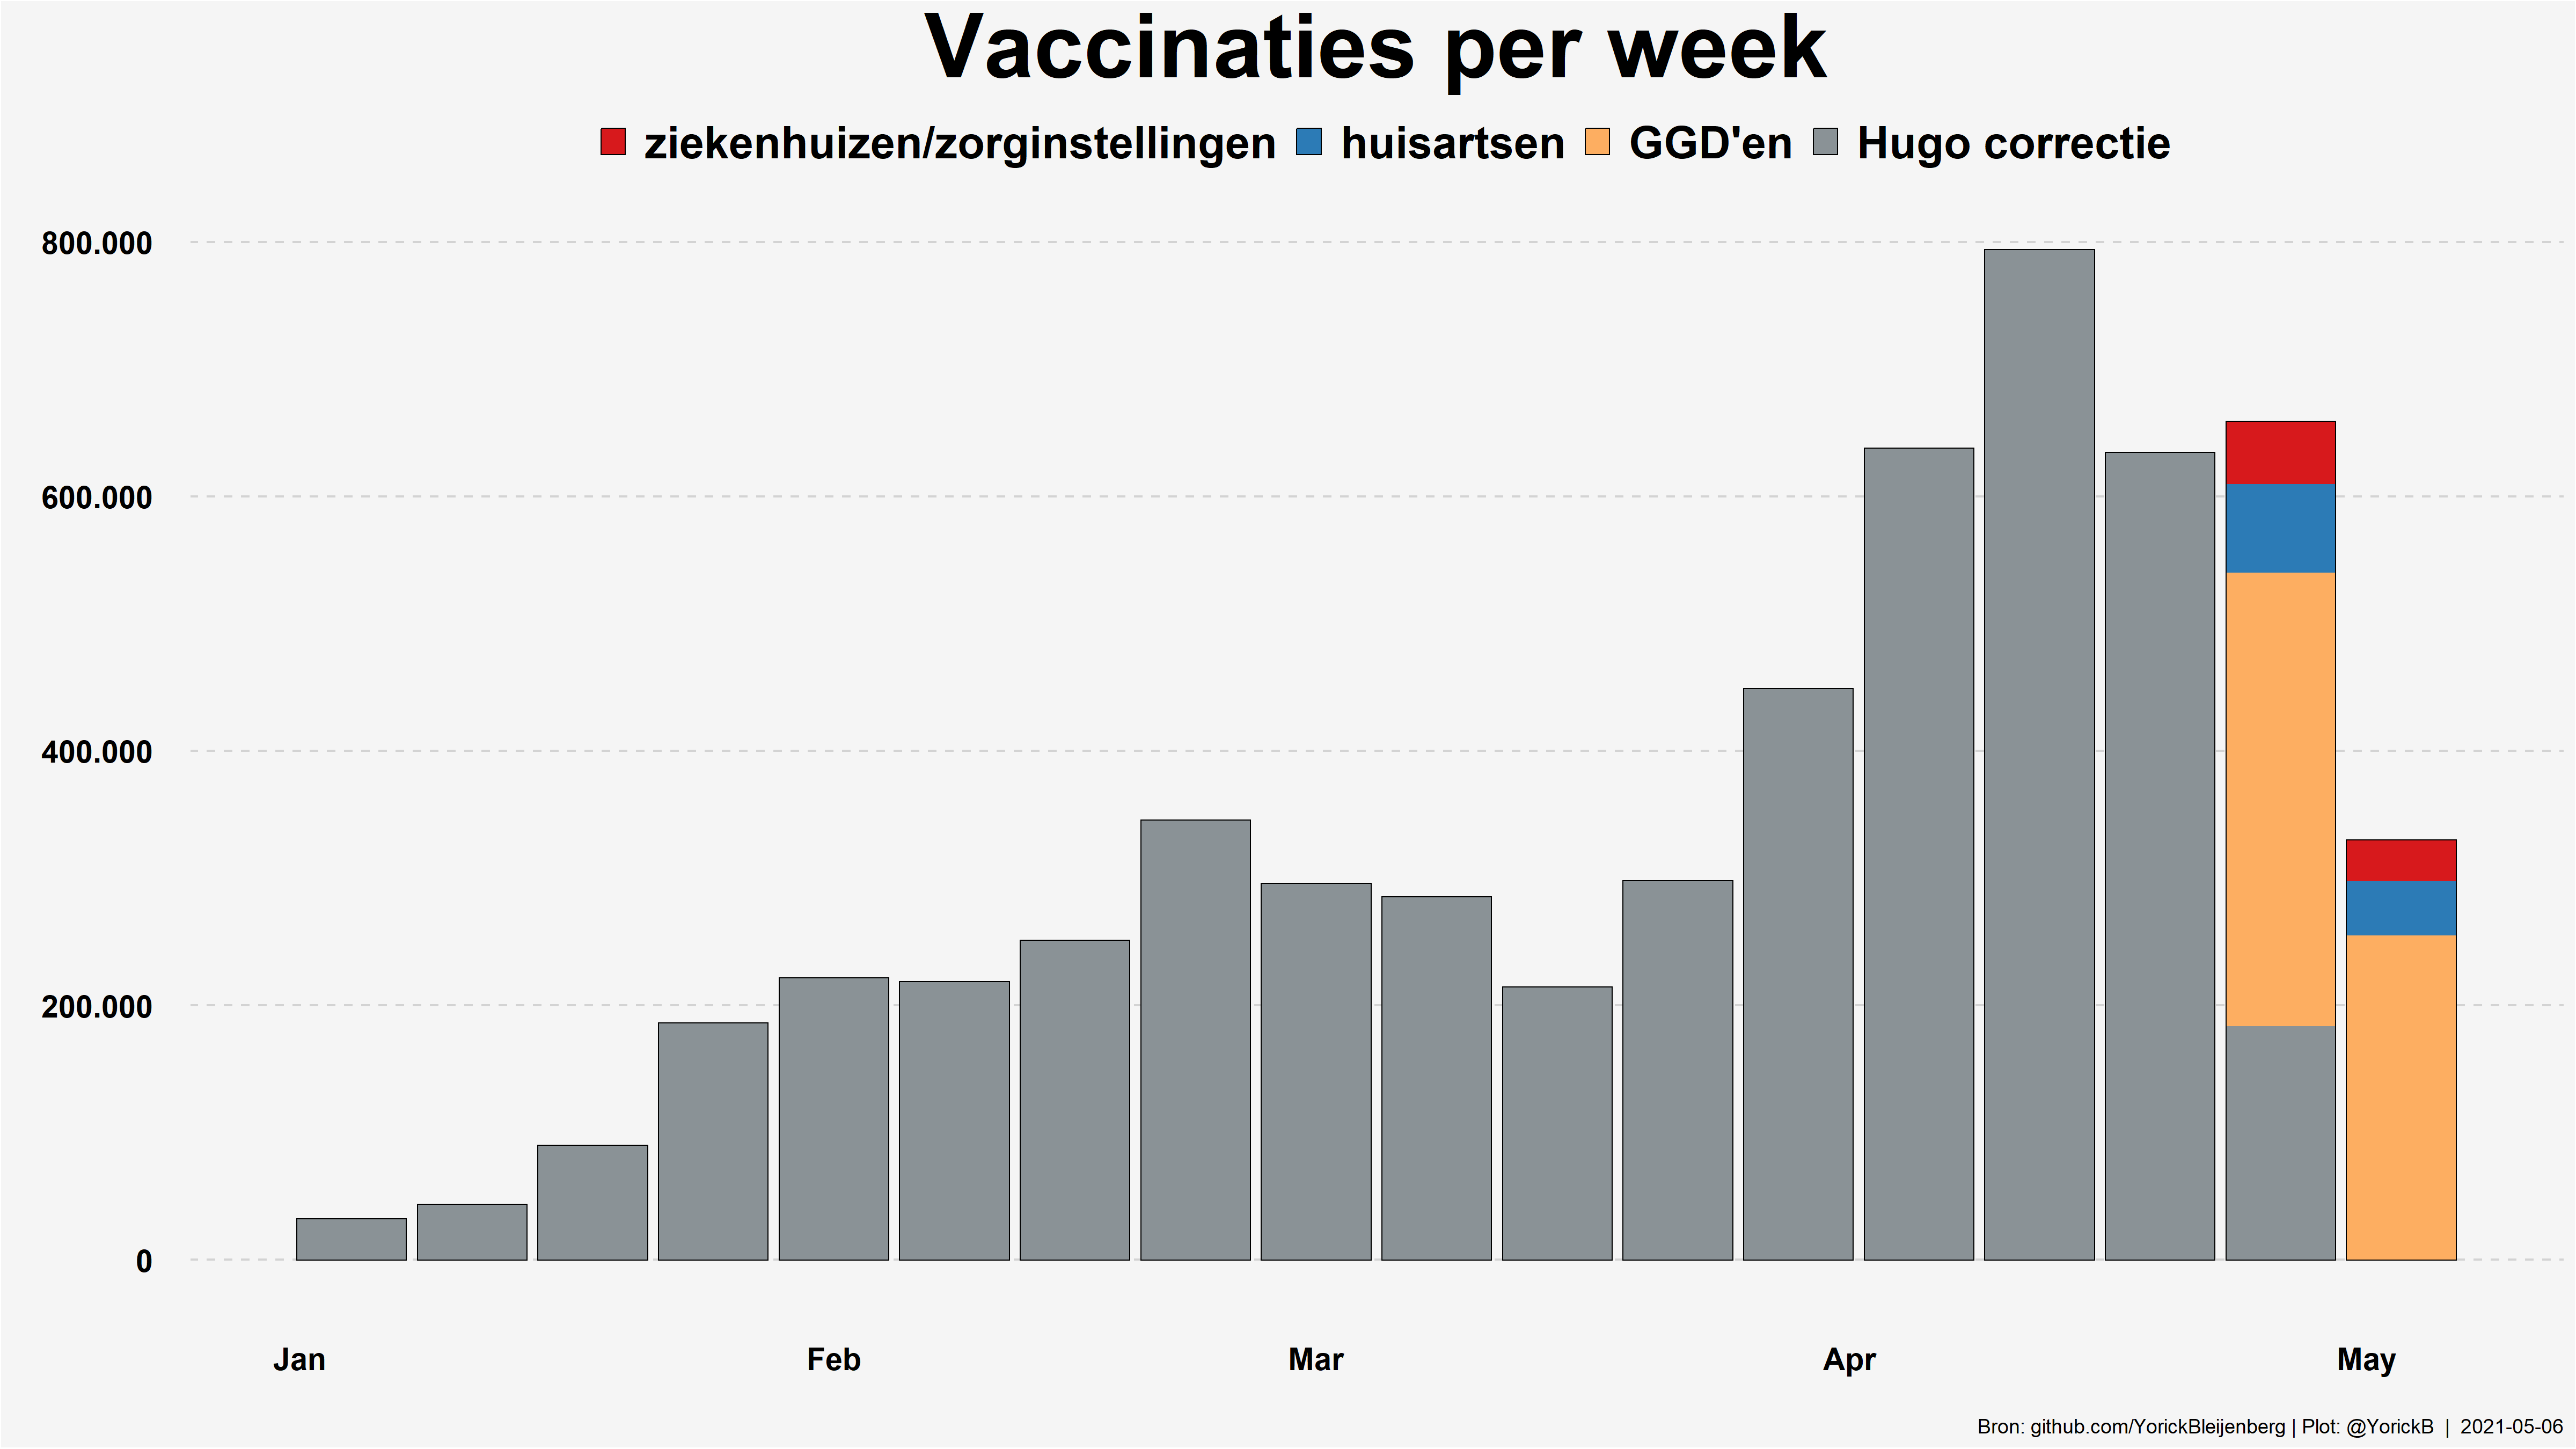 Vaccinaties per week
ziekenhuizen/zorginstellingen huisartsen GGD'en Hugo correctie
800.000
600.000
400.000
200.000
0
Jan Feb Mar Apr May
Bron: github.com/YorickBleijenberg | Plot: @YorickB | 2021-05-06